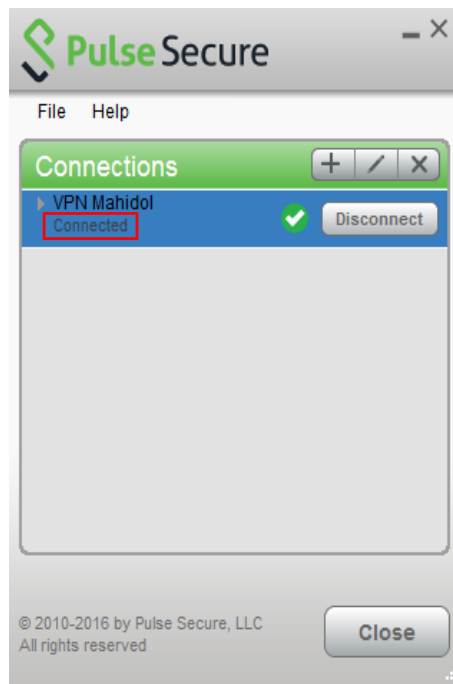 Pulse Secure
File Help
Connections
VPN Mahidol
Connected
Disconnect
© 2010-2016 by Pulse Secure, LLC
All rights reserved
Close